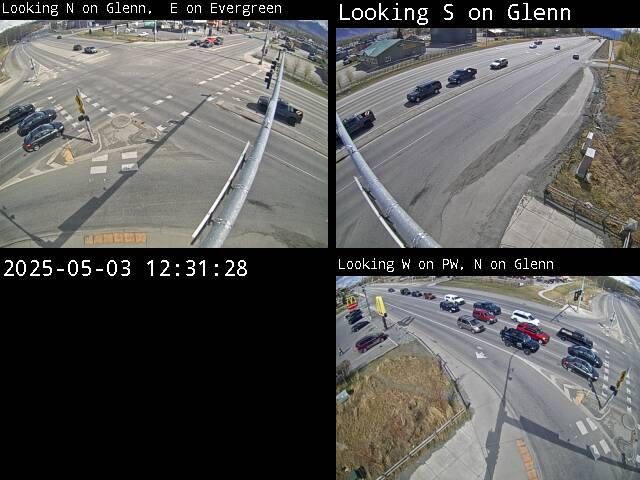 Looking N on Glenn,  E on Evergreen
Looking S on Glenn
2025-05-03 12:31:28
Looking W on PW, N on Glenn